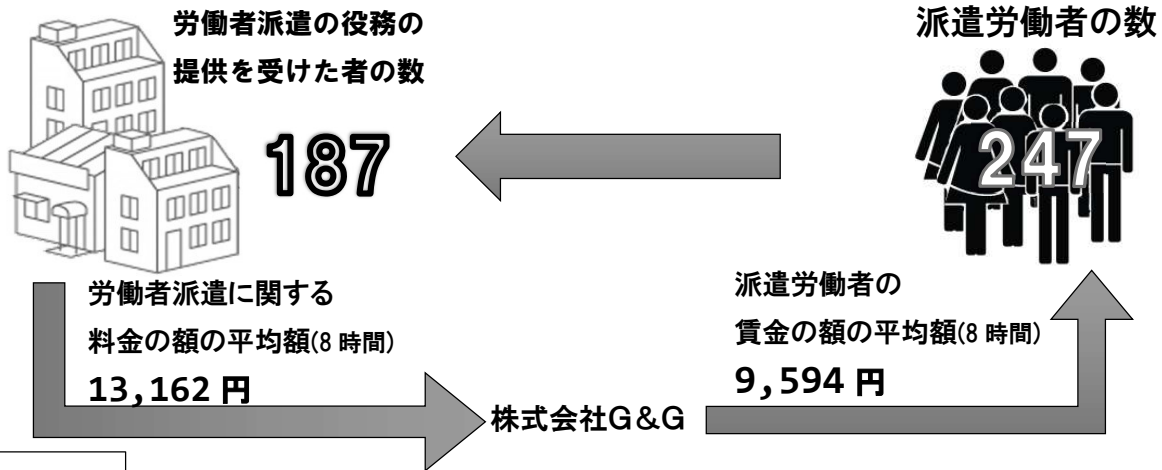 労働者派遣の役務の
提供を受けた者の数
187
派遣労働者の数
247
労働者派遣に関する
料金の額の平均額(8 時間)
13,162 円
派遣労働者の
賃金の額の平均額(8 時間)
9,594 円
株式会社G&G